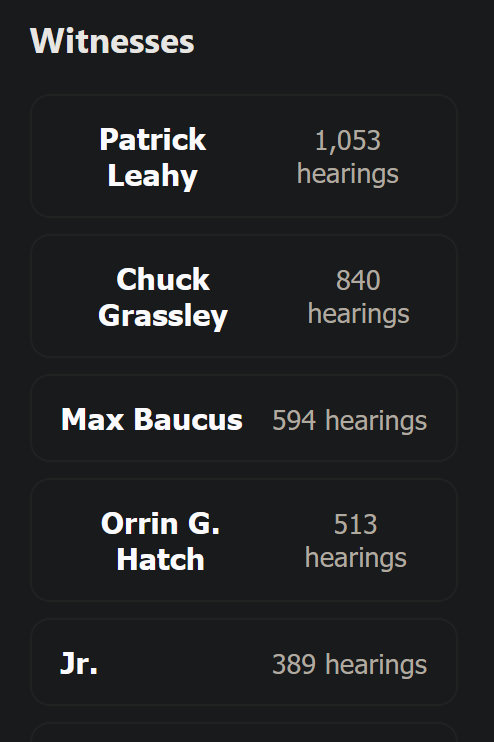 Witnesses
Patrick
Leahy
1,053
hearings
Chuck
Grassley
840
hearings
Max Baucus
594 hearings
Orrin G.
Hatch
513
hearings
Jr.
389 hearings